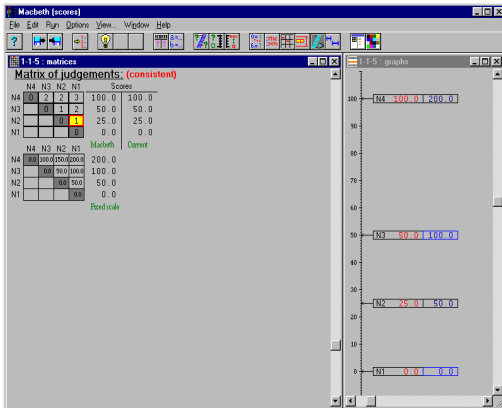 Macbeth (scores)
File Edit Run Options View... Window Help
1-1-5 : matrices
Matrix of judgements: (consistent)
N4 N3 N2 N1 Scores
N4 0 2 2 3 100.0 100.0
N3 0 1 2 50.0 50.0
N2 0 1 25.0 25.0
N1 0 0.0 0.0
Macbeth Current
N4 N3 N2 N1
N4 0.0 100.0 150.0 200.0 200.0
N3 0.0 50.0 100.0 100.0
N2 0.0 50.0 50.0
N1 0.0 0.0
Fixed scale
1-1-5 : graphs
100 N4 100.0 200.0
90
80
70
60
50 N3 50.0 100.0
40
30
N2 25.0 50.0
20
10
0 N1 0.0 0.0